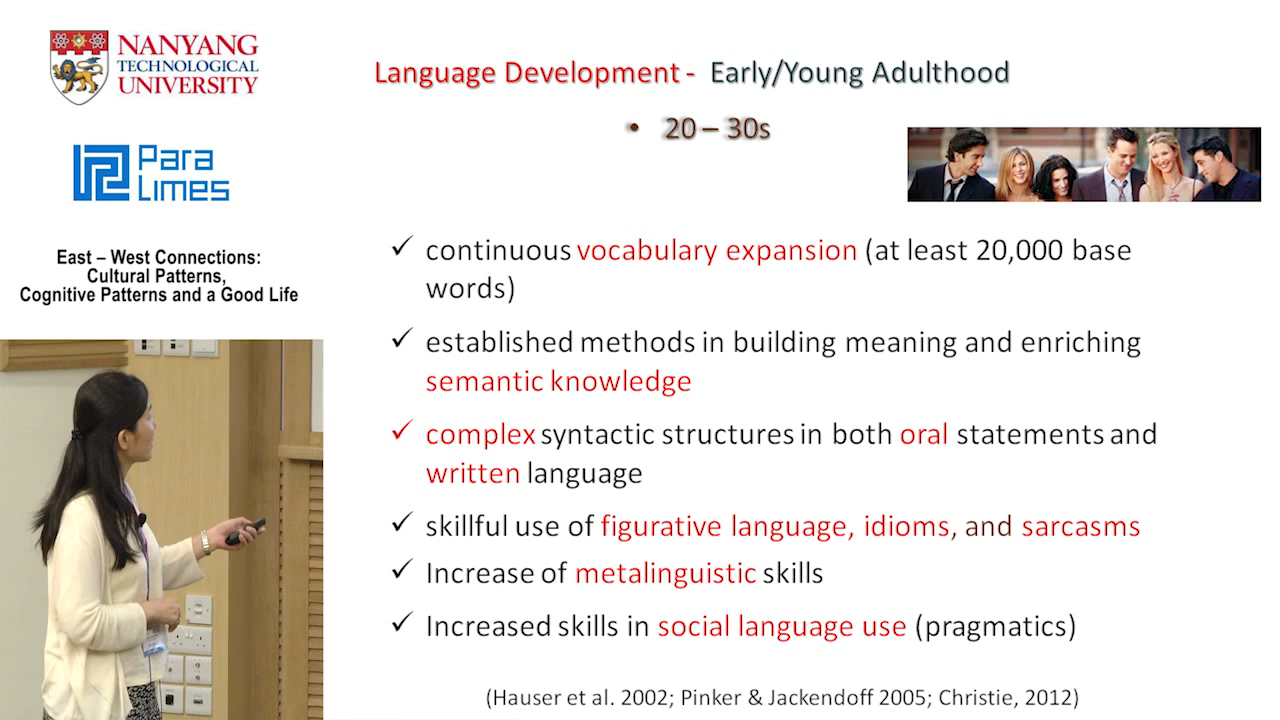 NANYANG
TECHNOLOGICAL
UNIVERSITY
Para
Limes
East – West Connections:
Cultural Patterns,
Cognitive Patterns and a Good Life
Language Development - Early/Young Adulthood
• 20 – 30s
✓ continuous vocabulary expansion (at least 20,000 base
words)
✓ established methods in building meaning and enriching
semantic knowledge
✓ complex syntactic structures in both oral statements and
written language
✓ skillful use of figurative language, idioms, and sarcasms
✓ Increase of metalinguistic skills
✓ Increased skills in social language use (pragmatics)
(Hauser et al. 2002; Pinker & Jackendoff 2005; Christie, 2012)